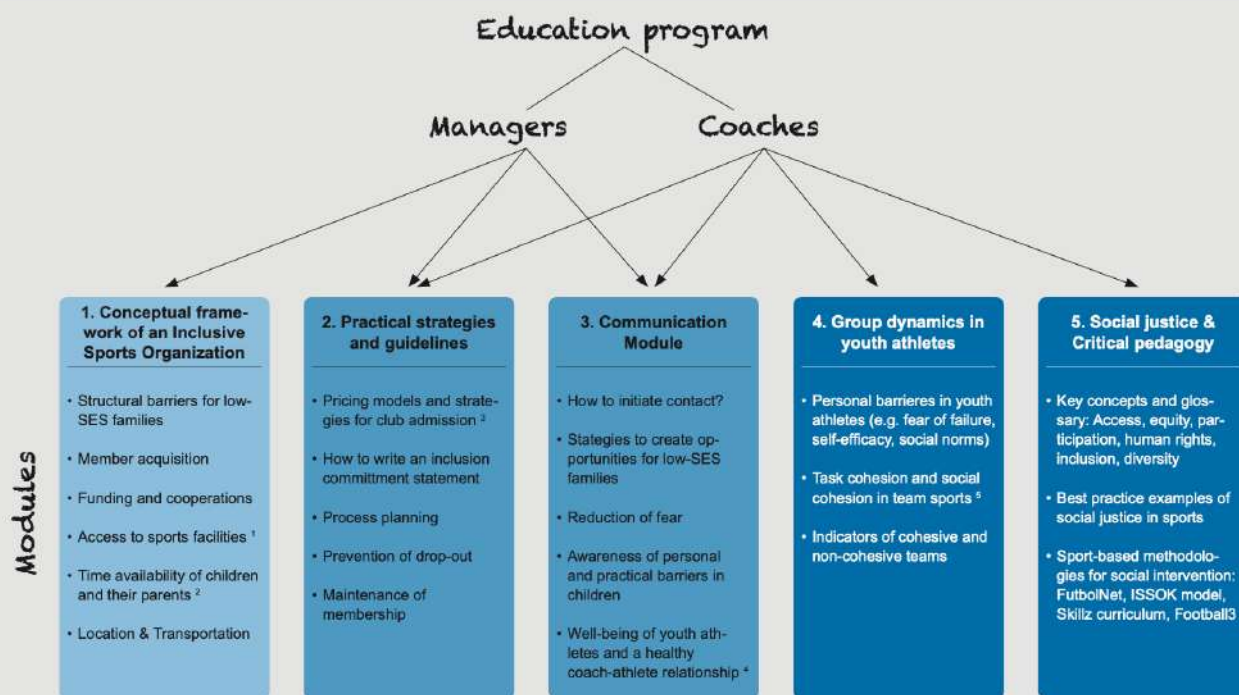 Education program
Managers
Coaches
Modules
1. Conceptual frame-
work of an Inclusive
Sports Organization
• Structural barriers for low-
SES families
• Member acquisition
• Funding and cooperations
• Access to sports facilities ¹
• Time availability of children
and their parents ²
• Location & Transportation
2. Practical strategies
and guidelines
• Pricing models and strate-
gies for club admission ³
• How to write an inclusion
committment statement
• Process planning
• Prevention of drop-out
• Maintenance of
membership
3. Communication
Module
• How to initiate contact?
• Stategies to create op-
portunities for low-SES
families
• Reduction of fear
• Awareness of personal
and practical barriers in
children
• Well-being of youth ath-
letes and a healthy
coach-athlete relationship ⁴
4. Group dynamics in
youth athletes
• Personal barrieres in youth
athletes (e.g. fear of failure,
self-efficacy, social norms)
• Task cohesion and social
cohesion in team sports ⁵
• Indicators of cohesive and
non-cohesive teams
5. Social justice &
Critical pedagogy
• Key concepts and glos-
sary: Access, equity, par-
ticipation, human rights,
inclusion, diversity
• Best practice examples of
social justice in sports
• Sport-based methodolo-
gies for social intervention:
FutbolNet, ISSOK model,
Skillz curriculum, Football3